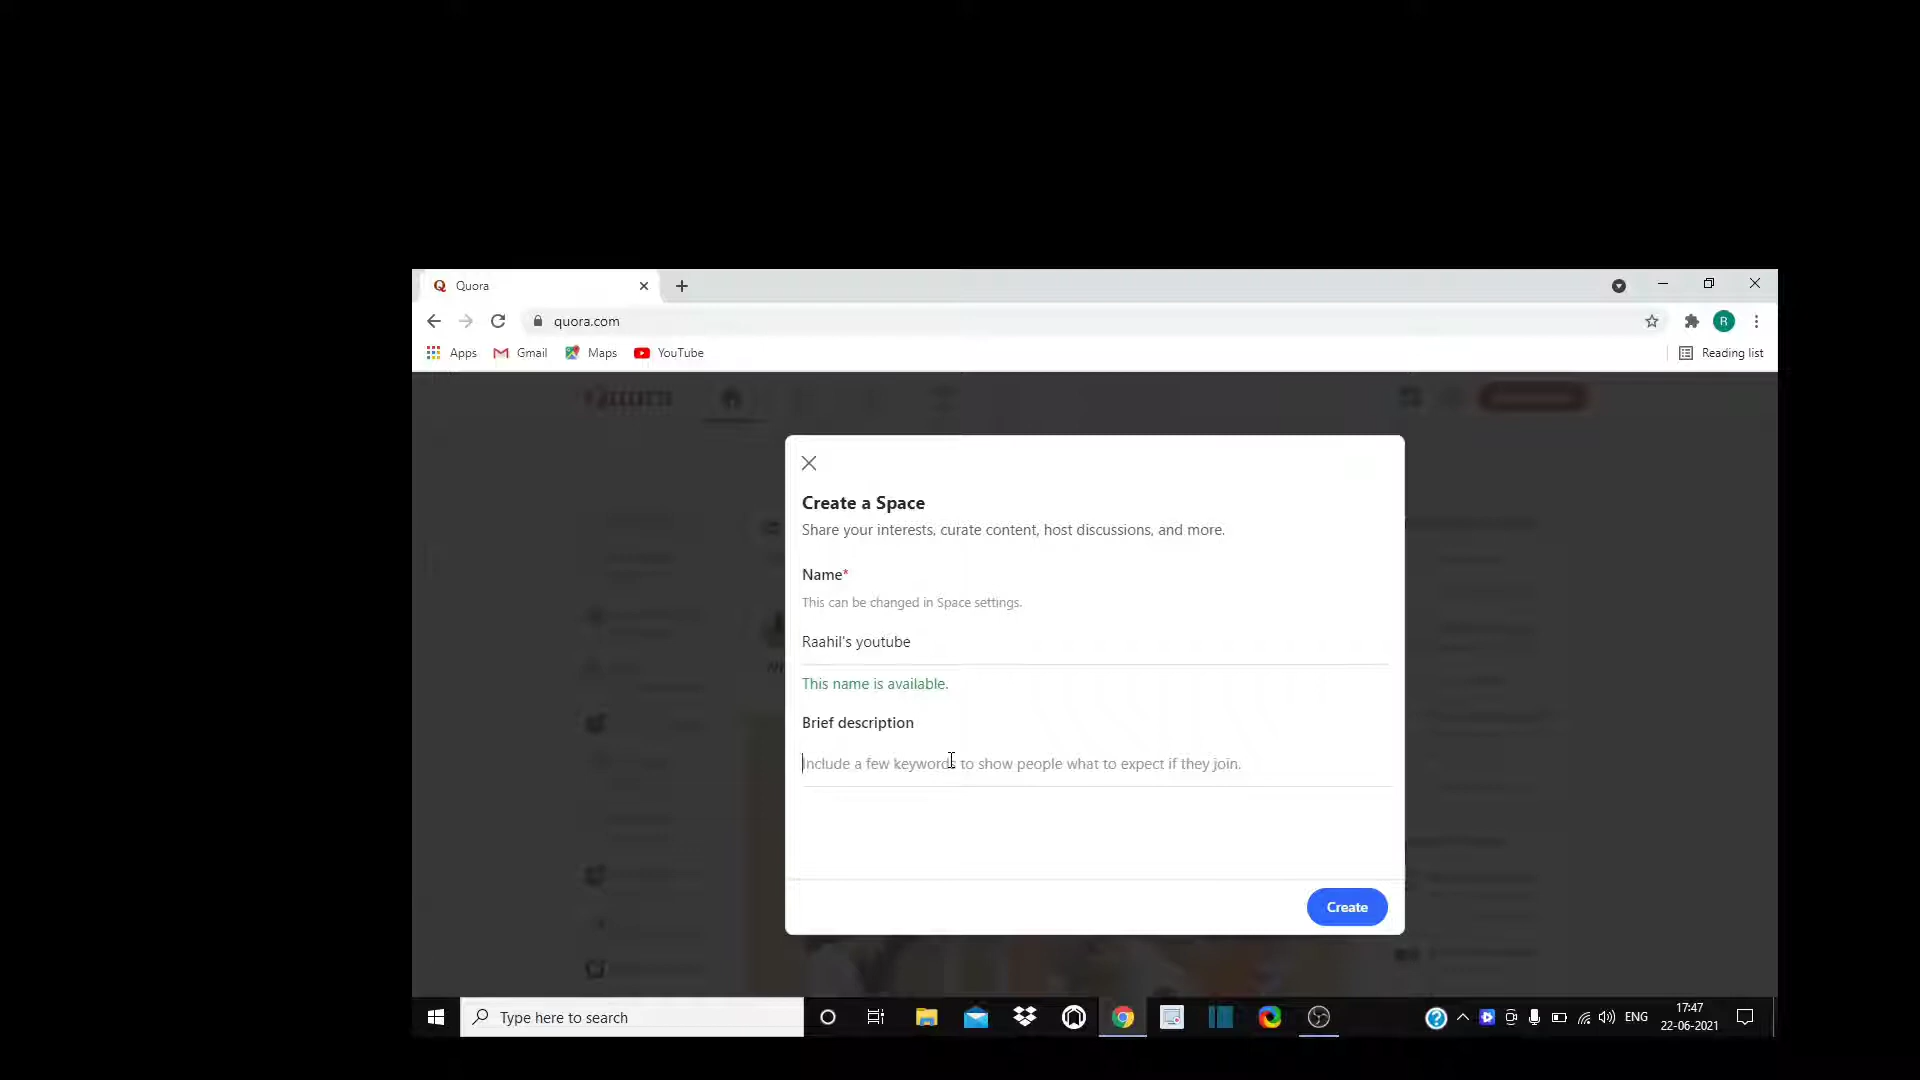 Quora
quora.com
Apps Gmail Maps YouTube Reading list
Quora
Create a Space
Share your interests, curate content, host discussions, and more.
Name*
This can be changed in Space settings.
Raahil's youtube
This name is available.
Brief description
Include a few keywords to show people what to expect if they join.
Create
Type here to search
ENG
17:47
22-06-2021